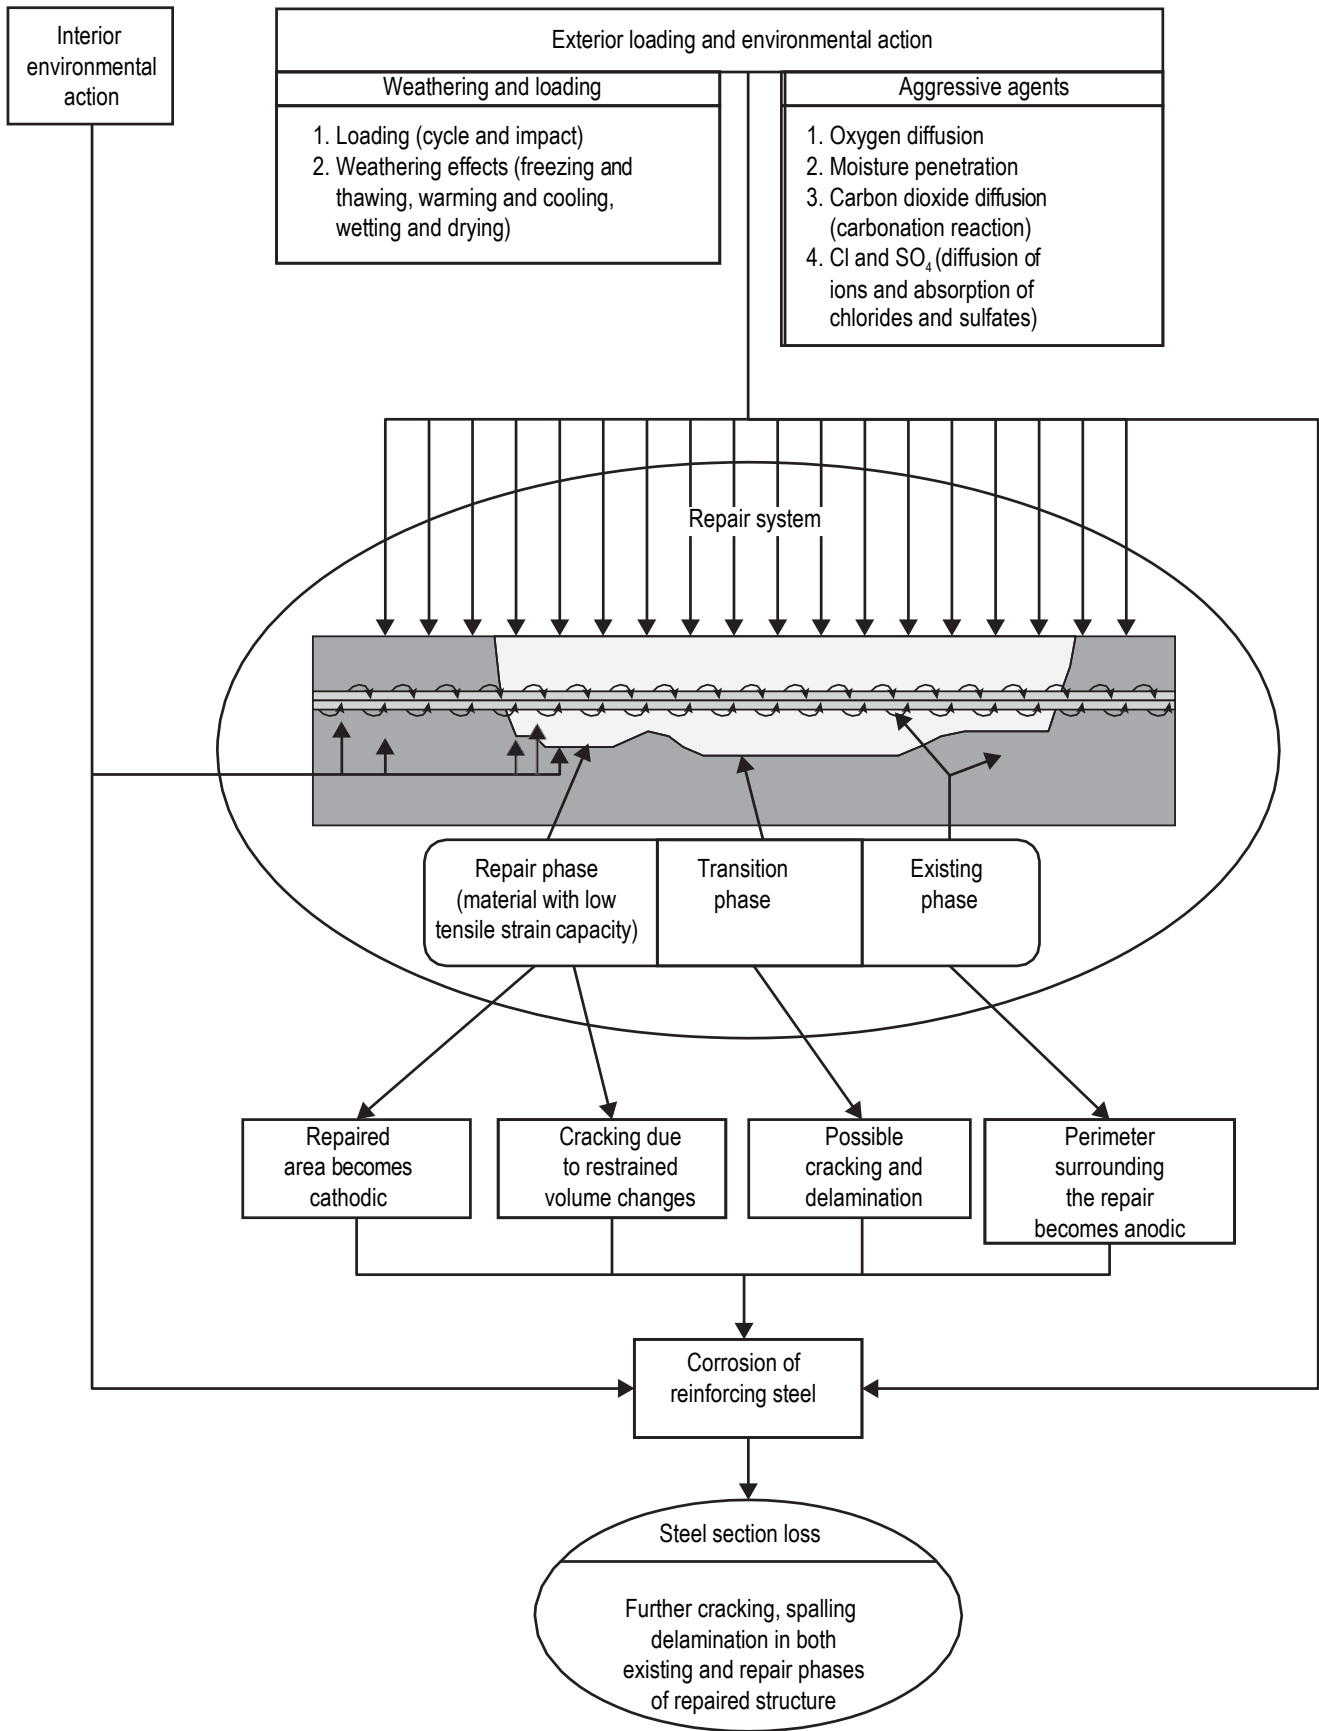 Interior
environmental
action
Exterior loading and environmental action
Weathering and loading
1. Loading (cycle and impact)
2. Weathering effects (freezing and
thawing, warming and cooling,
wetting and drying)
Aggressive agents
1. Oxygen diffusion
2. Moisture penetration
3. Carbon dioxide diffusion
(carbonation reaction)
4. Cl and SO₄ (diffusion of
ions and absorption of
chlorides and sulfates)
Repair system
Repair phase
(material with low
tensile strain capacity)
Transition
phase
Existing
phase
Repaired
area becomes
cathodic
Cracking due
to restrained
volume changes
Possible
cracking and
delamination
Perimeter
surrounding
the repair
becomes anodic
Corrosion of
reinforcing steel
Steel section loss
Further cracking, spalling
delamination in both
existing and repair phases
of repaired structure